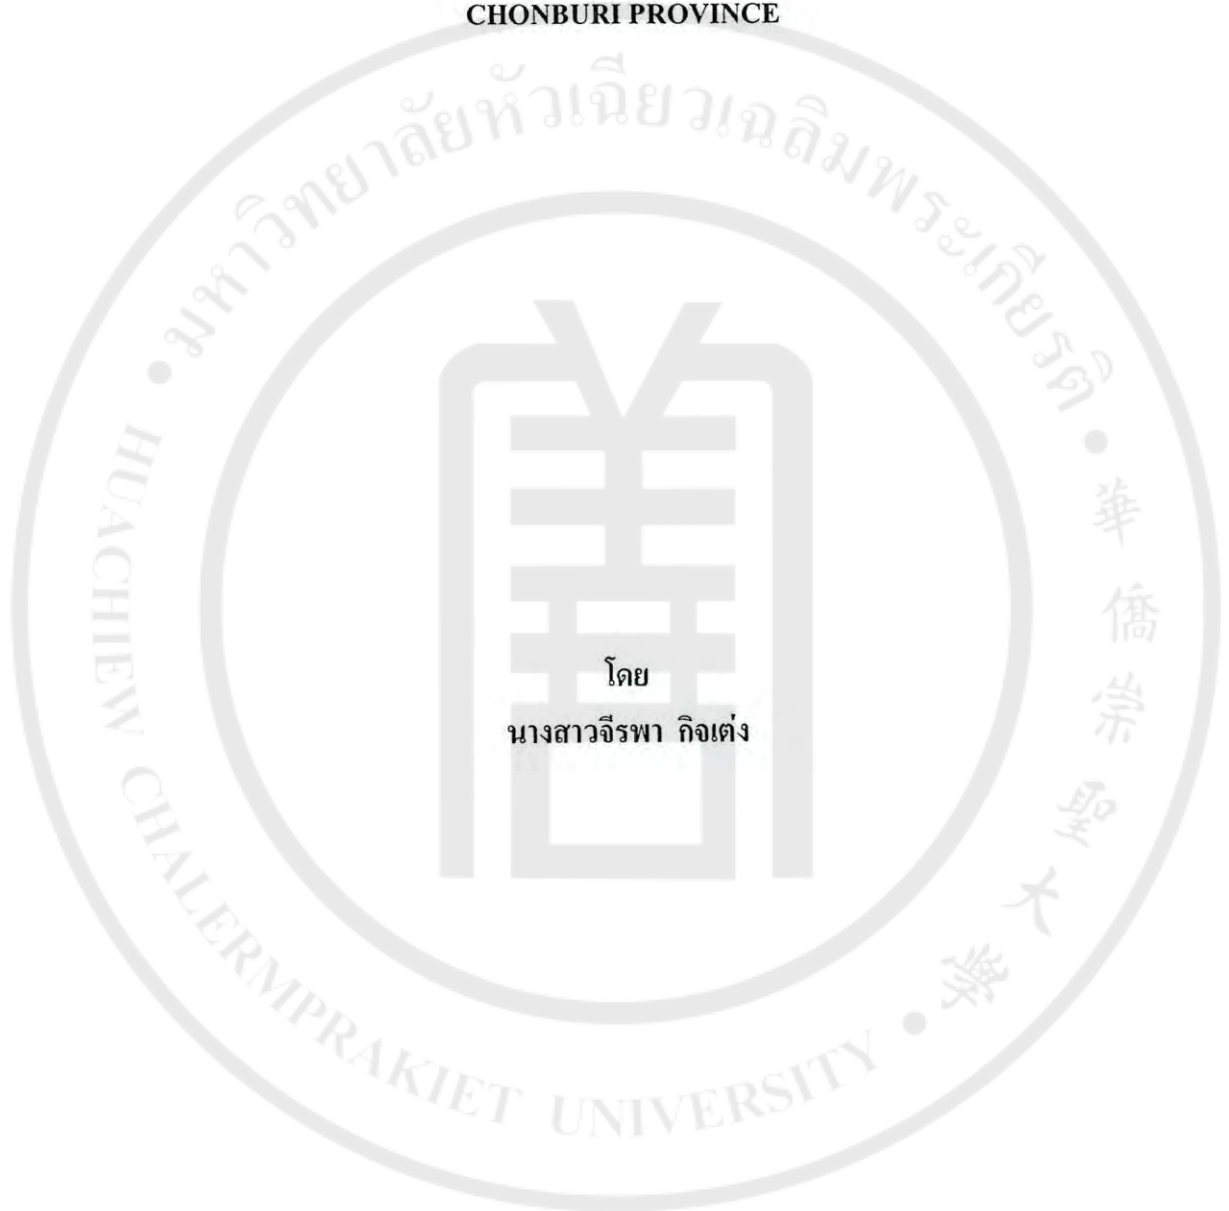 CHONBURI PROVINCE
• มหาวิทยาลัยหัวเฉียวเฉลิมพระเกียรติ •
華僑崇聖大學
HUACHIEW CHALERMPRAKIET UNIVERSITY •
โดย
นางสาวจีรพา กิจเต่ง